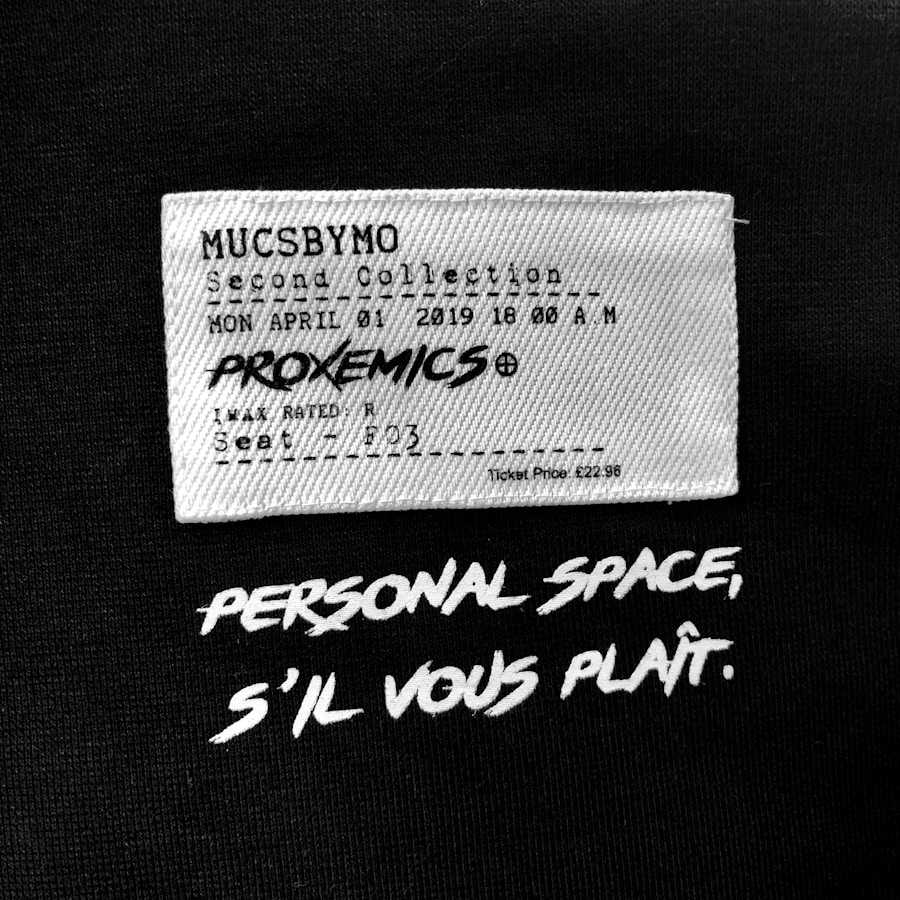 MUCSBYMO
Second Collection
MON APRIL 01 2019 18 00 A.M
PROXEMICS
IMAX RATED: R
Seat - F03
Ticket Price: £22.96
PERSONAL SPACE,
S'IL VOUS PLAÎT.